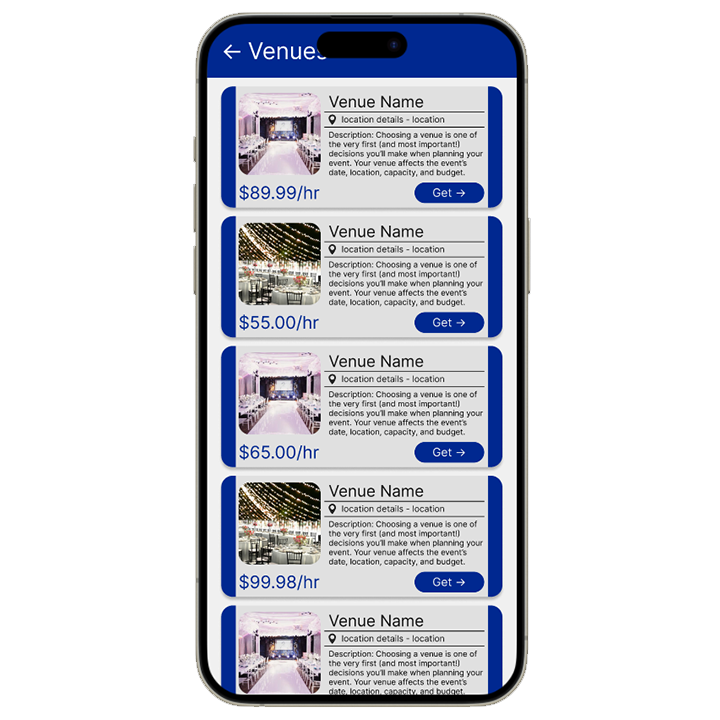 ← Venues
Venue Name
location details - location
Description: Choosing a venue is one of
the very first (and most important!)
decisions you'll make when planning your
event. Your venue affects the event's
date, location, capacity, and budget.
$89.99/hr
Get →
Venue Name
location details - location
Description: Choosing a venue is one of
the very first (and most important!)
decisions you'll make when planning your
event. Your venue affects the event's
date, location, capacity, and budget.
$55.00/hr
Get →
Venue Name
location details - location
Description: Choosing a venue is one of
the very first (and most important!)
decisions you'll make when planning your
event. Your venue affects the event's
date, location, capacity, and budget.
$65.00/hr
Get →
Venue Name
location details - location
Description: Choosing a venue is one of
the very first (and most important!)
decisions you'll make when planning your
event. Your venue affects the event's
date, location, capacity, and budget.
$99.98/hr
Get →
Venue Name
location details - location
Description: Choosing a venue is one of
the very first (and most important!)
decisions you'll make when planning your
event. Your venue affects the event's
date, location, capacity, and budget.